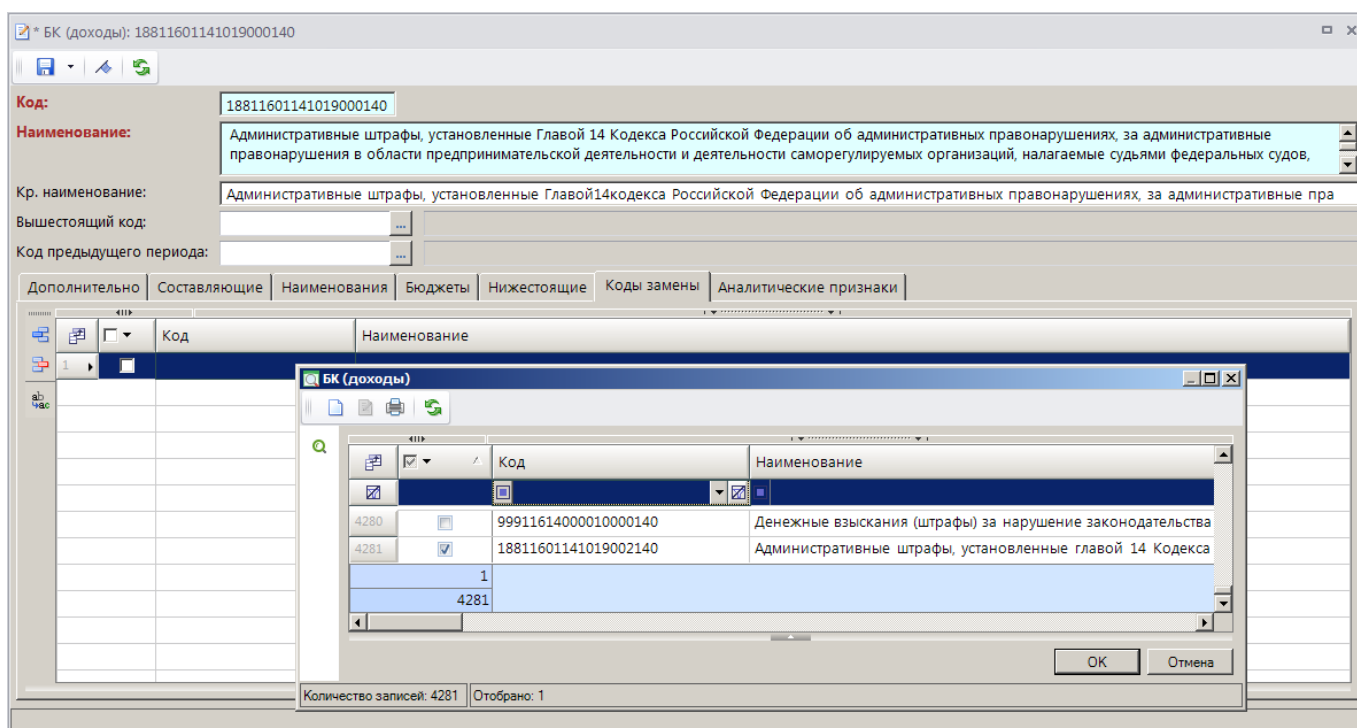 * БК (доходы): 18811601141019000140
Код:
18811601141019000140
Наименование:
Административные штрафы, установленные Главой 14 Кодекса Российской Федерации об административных правонарушениях, за административные
правонарушения в области предпринимательской деятельности и деятельности саморегулируемых организаций, налагаемые судьями федеральных судов,
Кр. наименование:
Административные штрафы, установленные Главой14кодекса Российской Федерации об административных правонарушениях, за административные пра
Вышестоящий код:
...
Код предыдущего периода:
...
Дополнительно Составляющие Наименования Бюджеты Нижестоящие Коды замены Аналитические признаки
Код Наименование
1
БК (доходы)
Код Наименование
4280 99911614000010000140 Денежные взыскания (штрафы) за нарушение законодательства
4281 18811601141019002140 Административные штрафы, установленные главой 14 Кодекса
1
4281
OK Отмена
Количество записей: 4281 Отобрано: 1